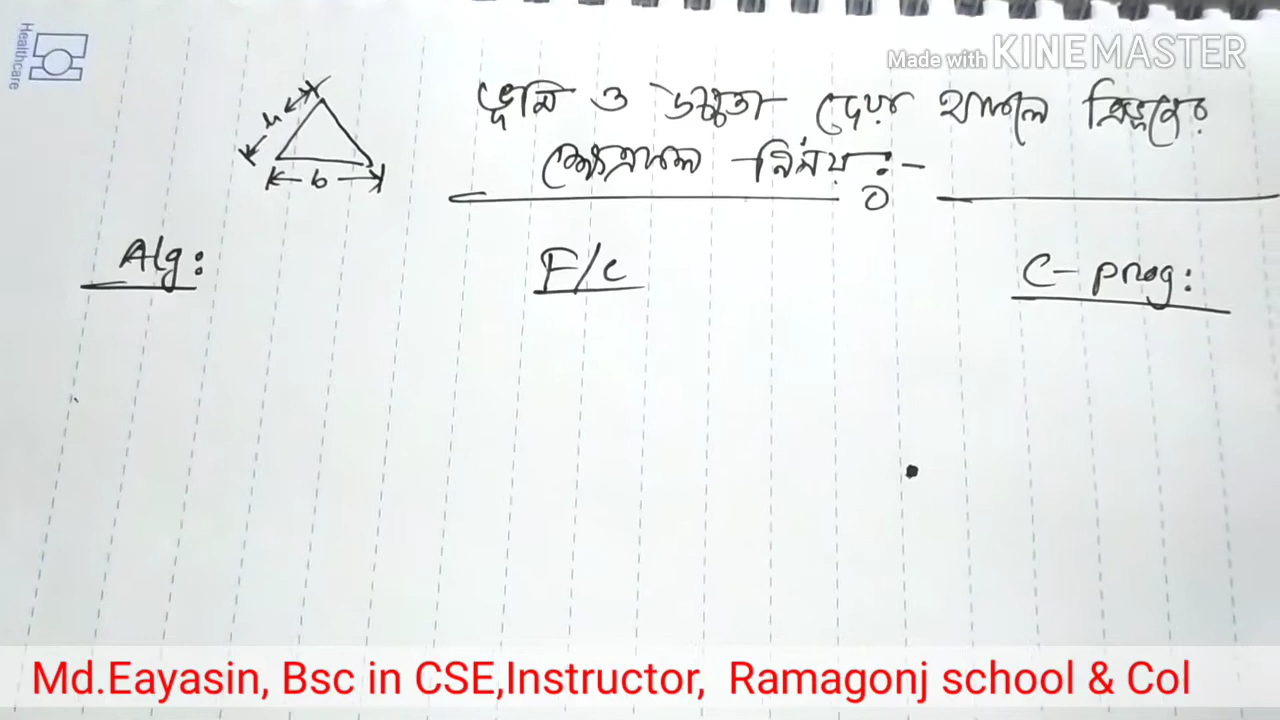 Healthcare
Made with KINEMASTER
h
b
ভূমি ও উচ্চতা দেয়া থাকলে ত্রিভুজের
ক্ষেত্রফল নির্ণয় :-
Alg:
F/c
C- prog:
Md.Eayasin, Bsc in CSE,Instructor, Ramagonj school & Col